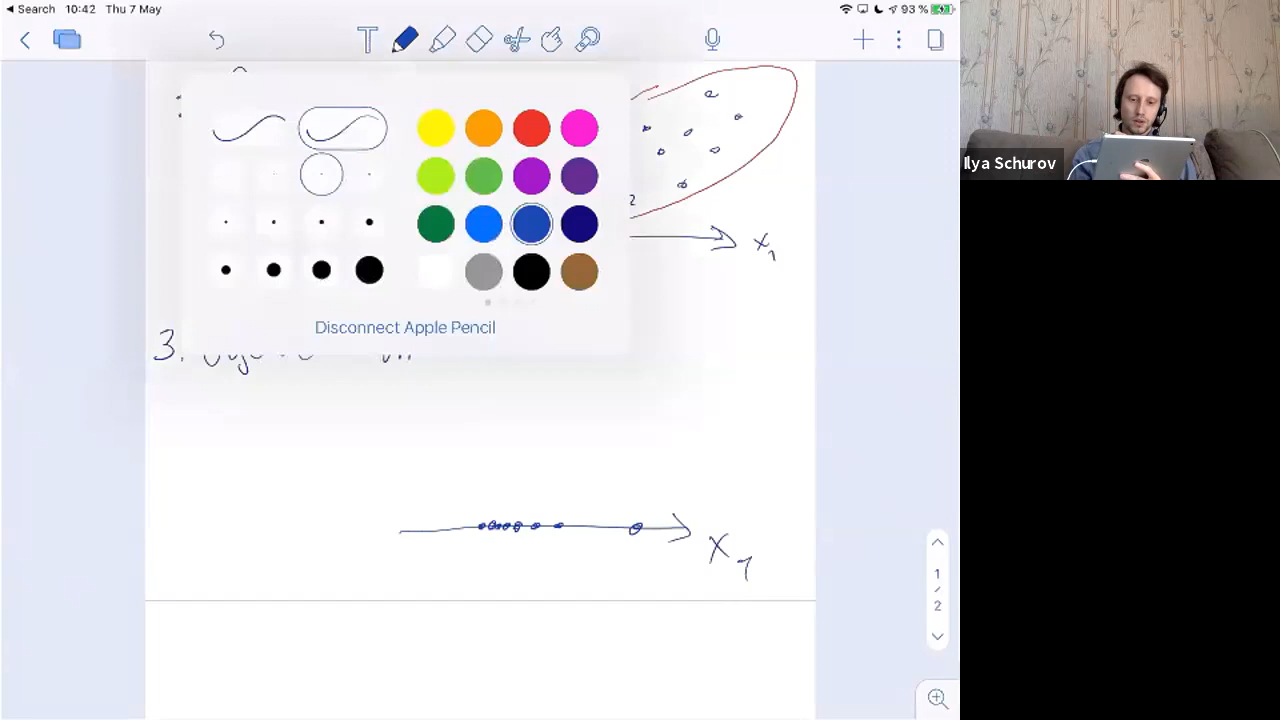 Search 10:42 Thu 7 May 93 %
x₁
Disconnect Apple Pencil
3.
x₁
1
/
2
Ilya Schurov